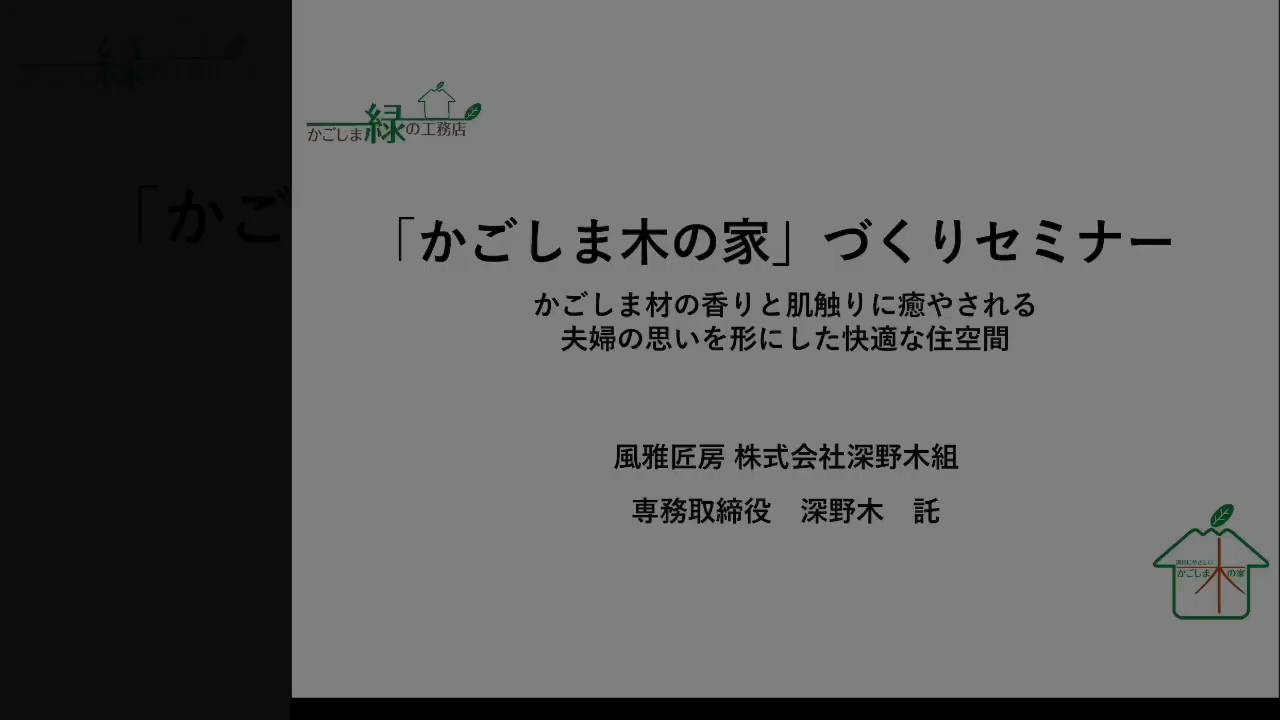 かごしま緑の工務店
「かごしま木の家」づくりセミナー
かごしま材の香りと肌触りに癒やされる
夫婦の思いを形にした快適な住空間
風雅匠房 株式会社深野木組
専務取締役　深野木　託
かごしま木の家
「かご